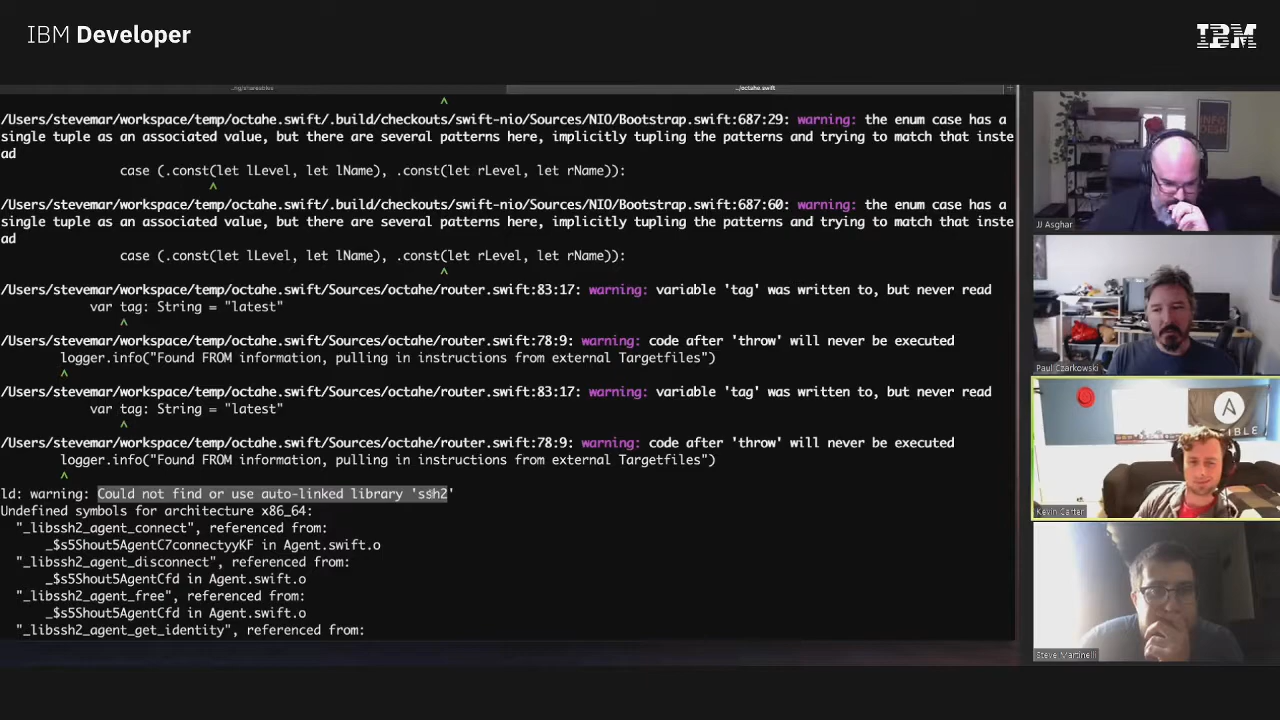 IBM Developer
IBM
../octahe.swift
^
/Users/stevemar/workspace/temp/octahe.swift/.build/checkouts/swift-nio/Sources/NIO/Bootstrap.swift:687:29: warning: the enum case has a
single tuple as an associated value, but there are several patterns here, implicitly tupling the patterns and trying to match that inste
ad
case (.const(let lLevel, let lName), .const(let rLevel, let rName)):
^
/Users/stevemar/workspace/temp/octahe.swift/.build/checkouts/swift-nio/Sources/NIO/Bootstrap.swift:687:60: warning: the enum case has a
single tuple as an associated value, but there are several patterns here, implicitly tupling the patterns and trying to match that inste
ad
case (.const(let lLevel, let lName), .const(let rLevel, let rName)):
^
/Users/stevemar/workspace/temp/octahe.swift/Sources/octahe/router.swift:83:17: warning: variable 'tag' was written to, but never read
var tag: String = "latest"
^
/Users/stevemar/workspace/temp/octahe.swift/Sources/octahe/router.swift:78:9: warning: code after 'throw' will never be executed
logger.info("Found FROM information, pulling in instructions from external Targetfiles")
^
/Users/stevemar/workspace/temp/octahe.swift/Sources/octahe/router.swift:83:17: warning: variable 'tag' was written to, but never read
var tag: String = "latest"
^
/Users/stevemar/workspace/temp/octahe.swift/Sources/octahe/router.swift:78:9: warning: code after 'throw' will never be executed
logger.info("Found FROM information, pulling in instructions from external Targetfiles")
^
ld: warning: Could not find or use auto-linked library 'ssh2'
Undefined symbols for architecture x86_64:
"_libssh2_agent_connect", referenced from:
_$s5Shout5AgentC7connectyyKF in Agent.swift.o
"_libssh2_agent_disconnect", referenced from:
_$s5Shout5AgentCfd in Agent.swift.o
"_libssh2_agent_free", referenced from:
_$s5Shout5AgentCfd in Agent.swift.o
"_libssh2_agent_get_identity", referenced from:
JJ Asghar
Paul Czarkowski
Kevin Carter
Steve Martinelli